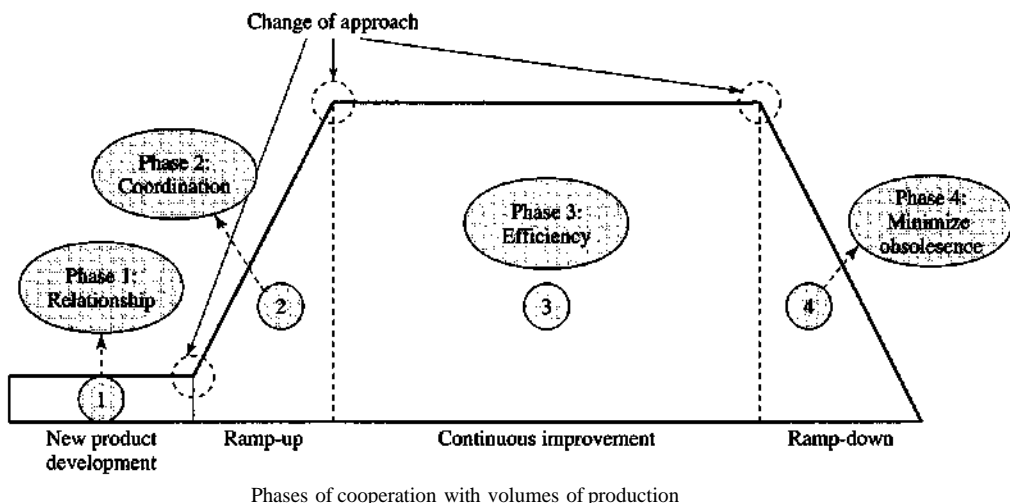 Change of approach
Phase 2:
Coordination
Phase 1:
Relationship
Phase 3:
Efficiency
Phase 4:
Minimize
obsolesence
2
3
4
1
New product
development
Ramp-up
Continuous improvement
Ramp-down
Phases of cooperation with volumes of production